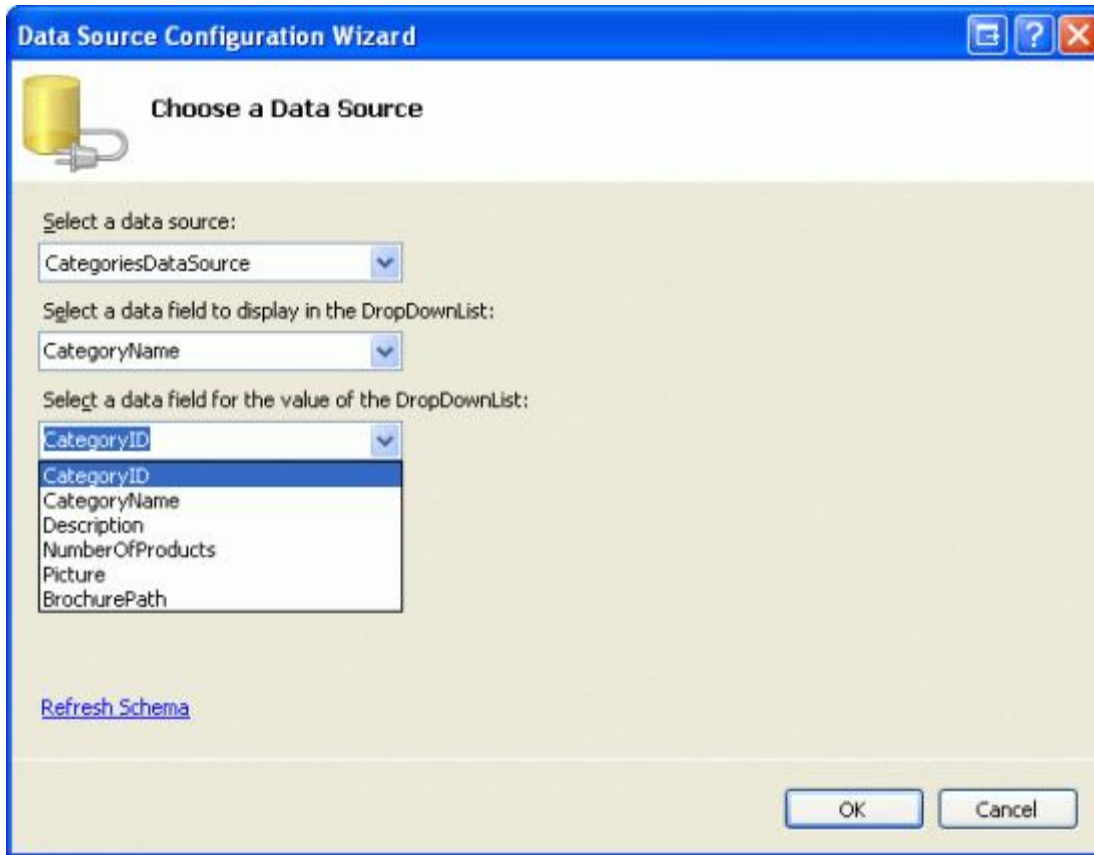 Data Source Configuration Wizard
Choose a Data Source
Select a data source:
CategoriesDataSource
Select a data field to display in the DropDownList:
CategoryName
Select a data field for the value of the DropDownList:
CategoryID
CategoryID
CategoryName
Description
NumberOfProducts
Picture
BrochurePath
Refresh Schema
OK
Cancel